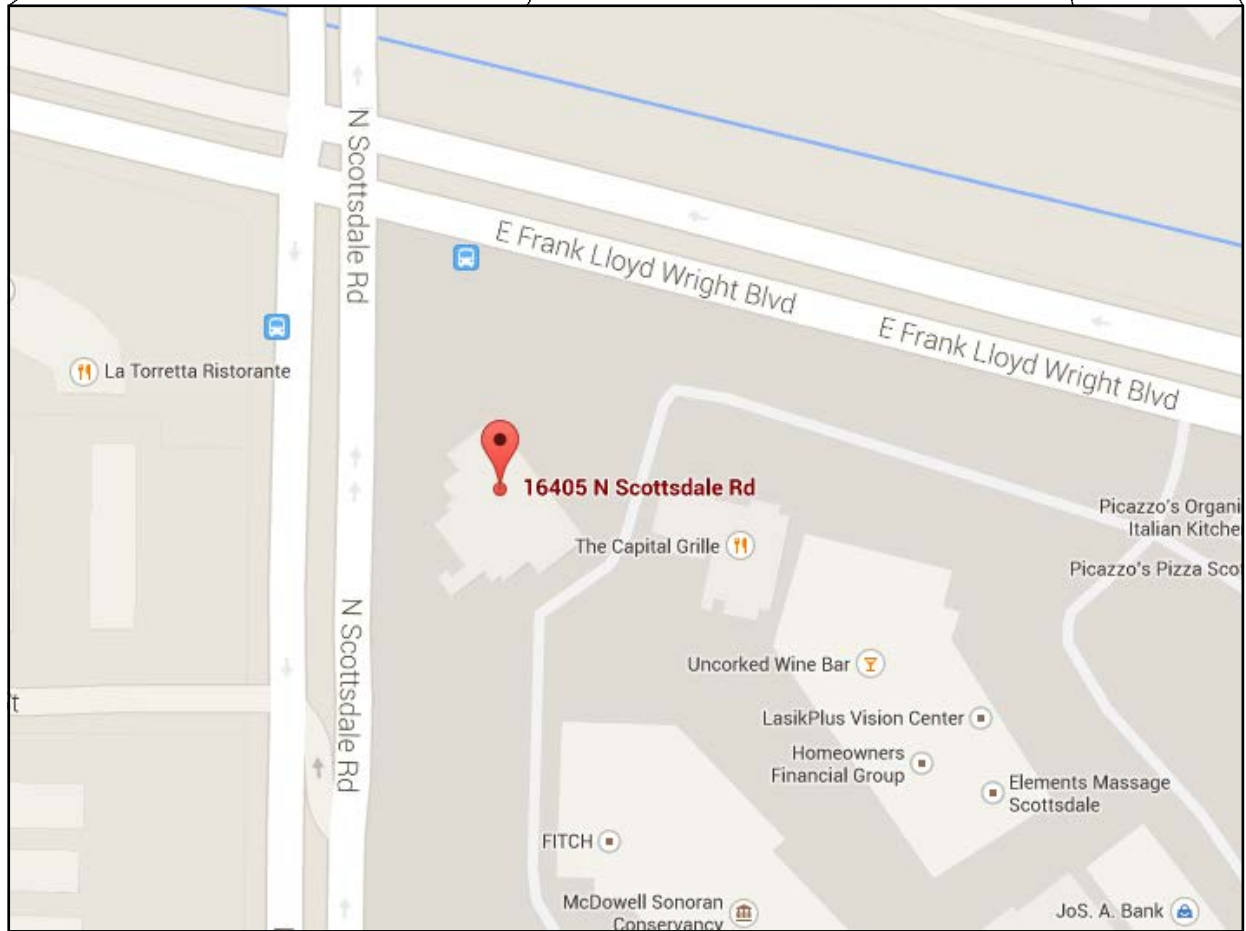 N Scottsdale Rd
E Frank Lloyd Wright Blvd
E Frank Lloyd Wright Blvd
La Torretta Ristorante
16405 N Scottsdale Rd
Picazzo's Organi
Italian Kitche
The Capital Grille
Picazzo's Pizza Sco
N Scottsdale Rd
Uncorked Wine Bar
t
LasikPlus Vision Center
Homeowners
Financial Group
Elements Massage
Scottsdale
FITCH
McDowell Sonoran
Conservancy
JoS. A. Bank